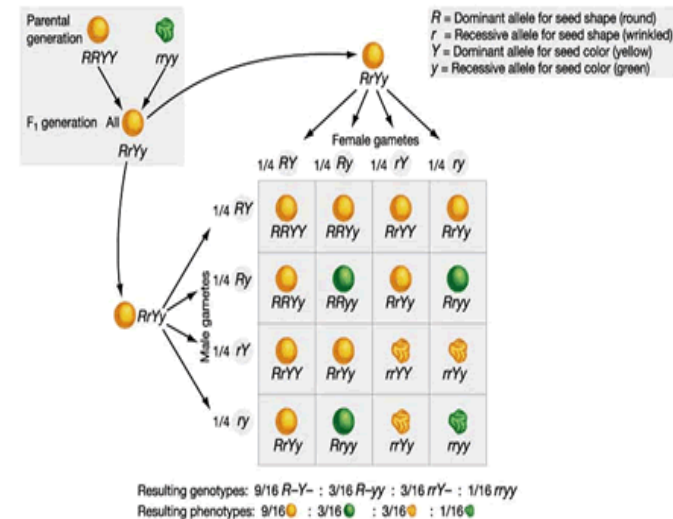 Parental
generation
RRYY
rryy
F₁ generation All
RrYy
R = Dominant allele for seed shape (round)
r = Recessive allele for seed shape (wrinkled)
Y = Dominant allele for seed color (yellow)
y = Recessive allele for seed color (green)
RrYy
Female gametes
1/4 RY 1/4 Ry 1/4 rY 1/4 ry
RrYy
Male gametes
1/4 RY
RRYY RRYy RrYY RrYy
1/4 Ry
RRYy RRyy RrYy Rryy
1/4 rY
RrYY RrYy rrYY rrYy
1/4 ry
RrYy Rryy rrYy rryy
Resulting genotypes: 9/16 R–Y– : 3/16 R–yy : 3/16 rrY– : 1/16 rryy
Resulting phenotypes: 9/16 : 3/16 : 3/16 : 1/16